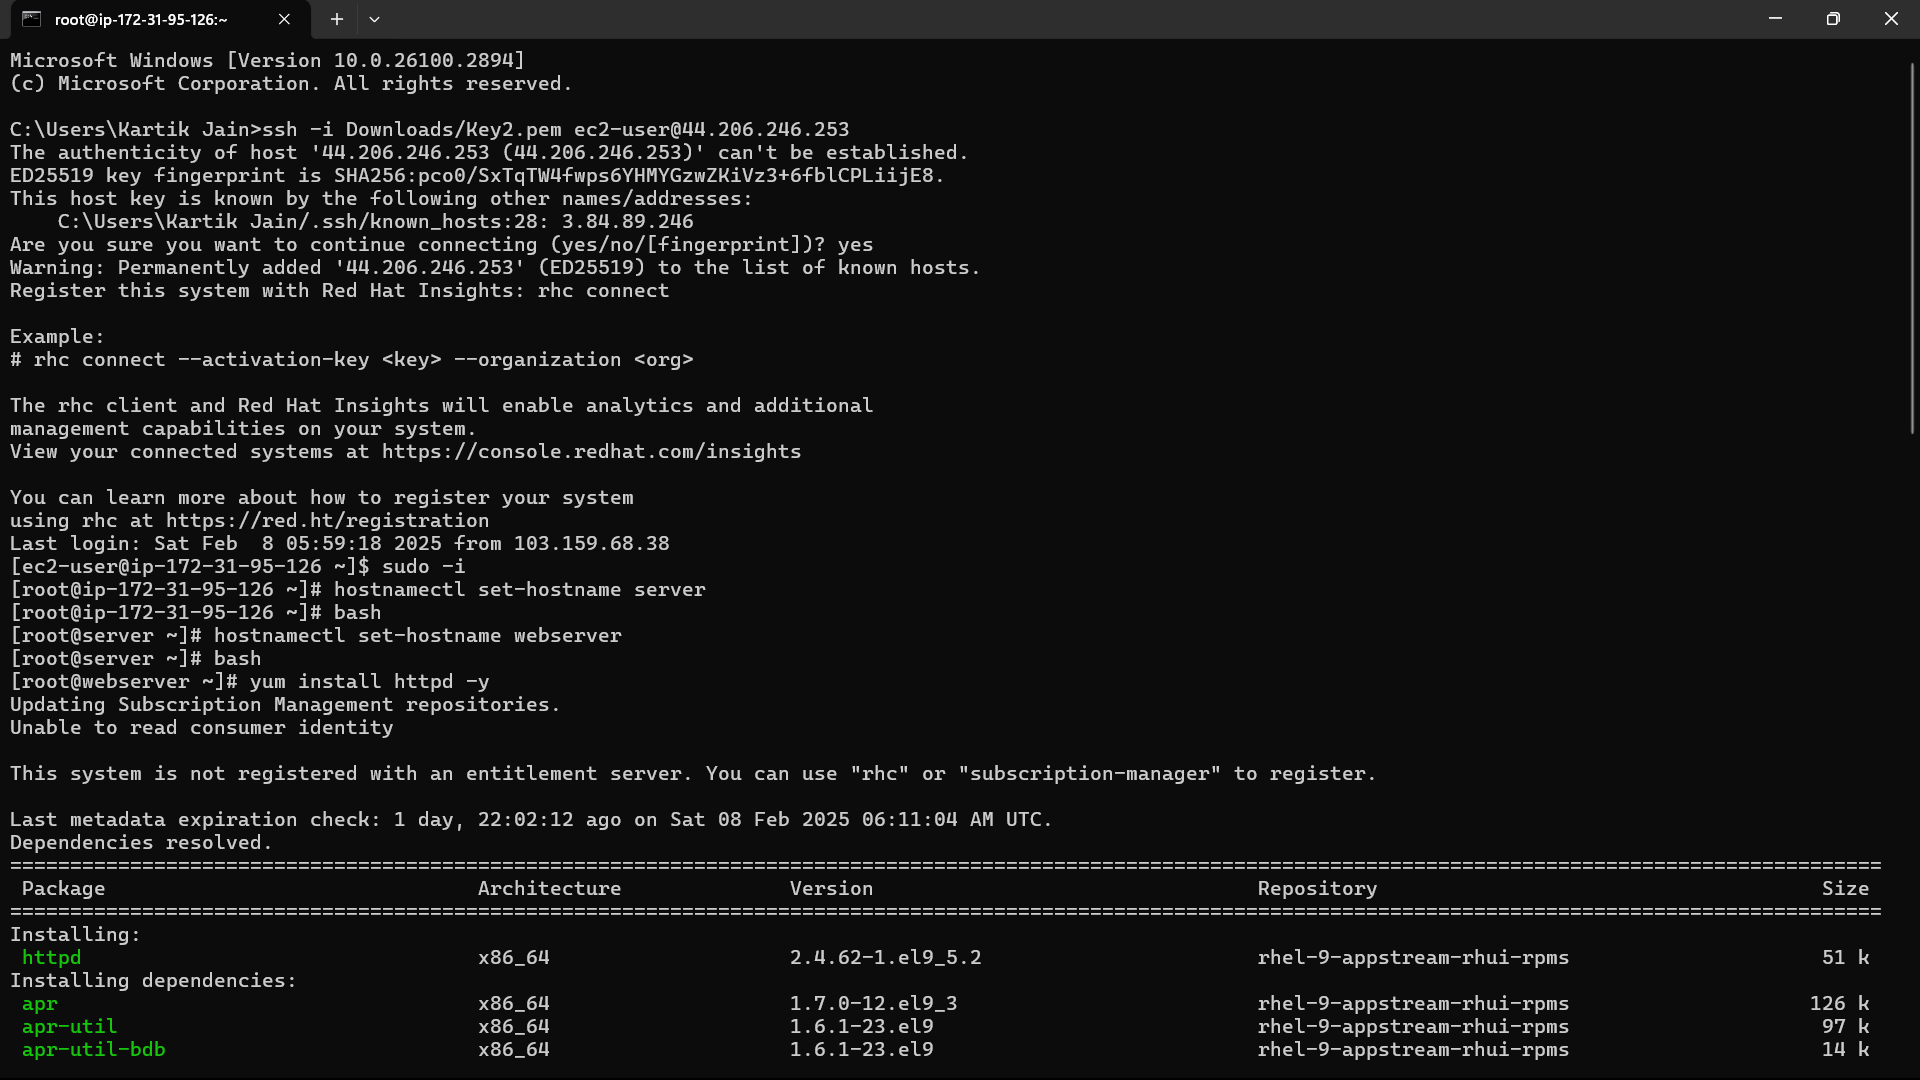 root@ip-172-31-95-126:~
Microsoft Windows [Version 10.0.26100.2894]
(c) Microsoft Corporation. All rights reserved.
C:\Users\Kartik Jain>ssh -i Downloads/Key2.pem ec2-user@44.206.246.253
The authenticity of host '44.206.246.253 (44.206.246.253)' can't be established.
ED25519 key fingerprint is SHA256:pco0/SxTqTW4fwps6YHMYGzwZKiVz3+6fblCPLiijE8.
This host key is known by the following other names/addresses:
    C:\Users\Kartik Jain/.ssh/known_hosts:28: 3.84.89.246
Are you sure you want to continue connecting (yes/no/[fingerprint])? yes
Warning: Permanently added '44.206.246.253' (ED25519) to the list of known hosts.
Register this system with Red Hat Insights: rhc connect
Example:
# rhc connect --activation-key <key> --organization <org>
The rhc client and Red Hat Insights will enable analytics and additional
management capabilities on your system.
View your connected systems at https://console.redhat.com/insights
You can learn more about how to register your system
using rhc at https://red.ht/registration
Last login: Sat Feb  8 05:59:18 2025 from 103.159.68.38
[ec2-user@ip-172-31-95-126 ~]$ sudo -i
[root@ip-172-31-95-126 ~]# hostnamectl set-hostname server
[root@ip-172-31-95-126 ~]# bash
[root@server ~]# hostnamectl set-hostname webserver
[root@server ~]# bash
[root@webserver ~]# yum install httpd -y
Updating Subscription Management repositories.
Unable to read consumer identity
This system is not registered with an entitlement server. You can use "rhc" or "subscription-manager" to register.
Last metadata expiration check: 1 day, 22:02:12 ago on Sat 08 Feb 2025 06:11:04 AM UTC.
Dependencies resolved.
Package Architecture Version Repository Size
Installing:
httpd x86_64 2.4.62-1.el9_5.2 rhel-9-appstream-rhui-rpms 51 k
Installing dependencies:
apr x86_64 1.7.0-12.el9_3 rhel-9-appstream-rhui-rpms 126 k
apr-util x86_64 1.6.1-23.el9 rhel-9-appstream-rhui-rpms 97 k
apr-util-bdb x86_64 1.6.1-23.el9 rhel-9-appstream-rhui-rpms 14 k